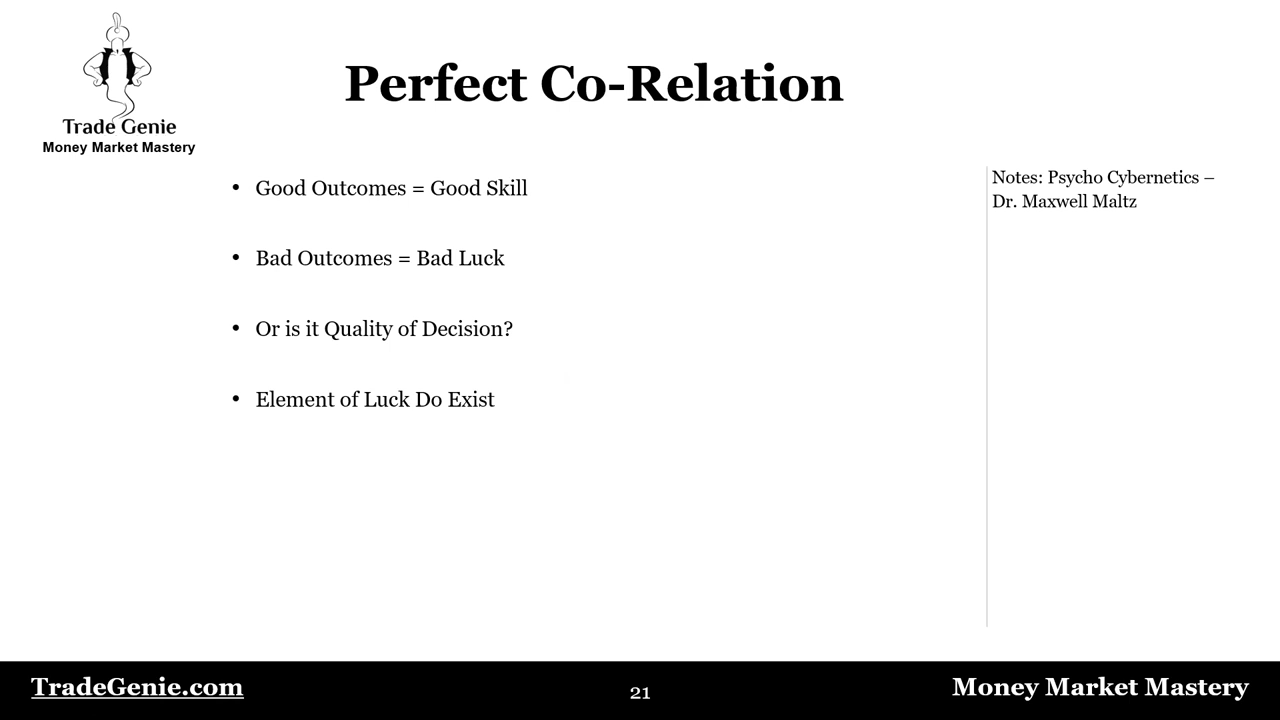 Trade Genie
Money Market Mastery
Perfect Co-Relation
• Good Outcomes = Good Skill
• Bad Outcomes = Bad Luck
• Or is it Quality of Decision?
• Element of Luck Do Exist
Notes: Psycho Cybernetics –
Dr. Maxwell Maltz
TradeGenie.com
21
Money Market Mastery